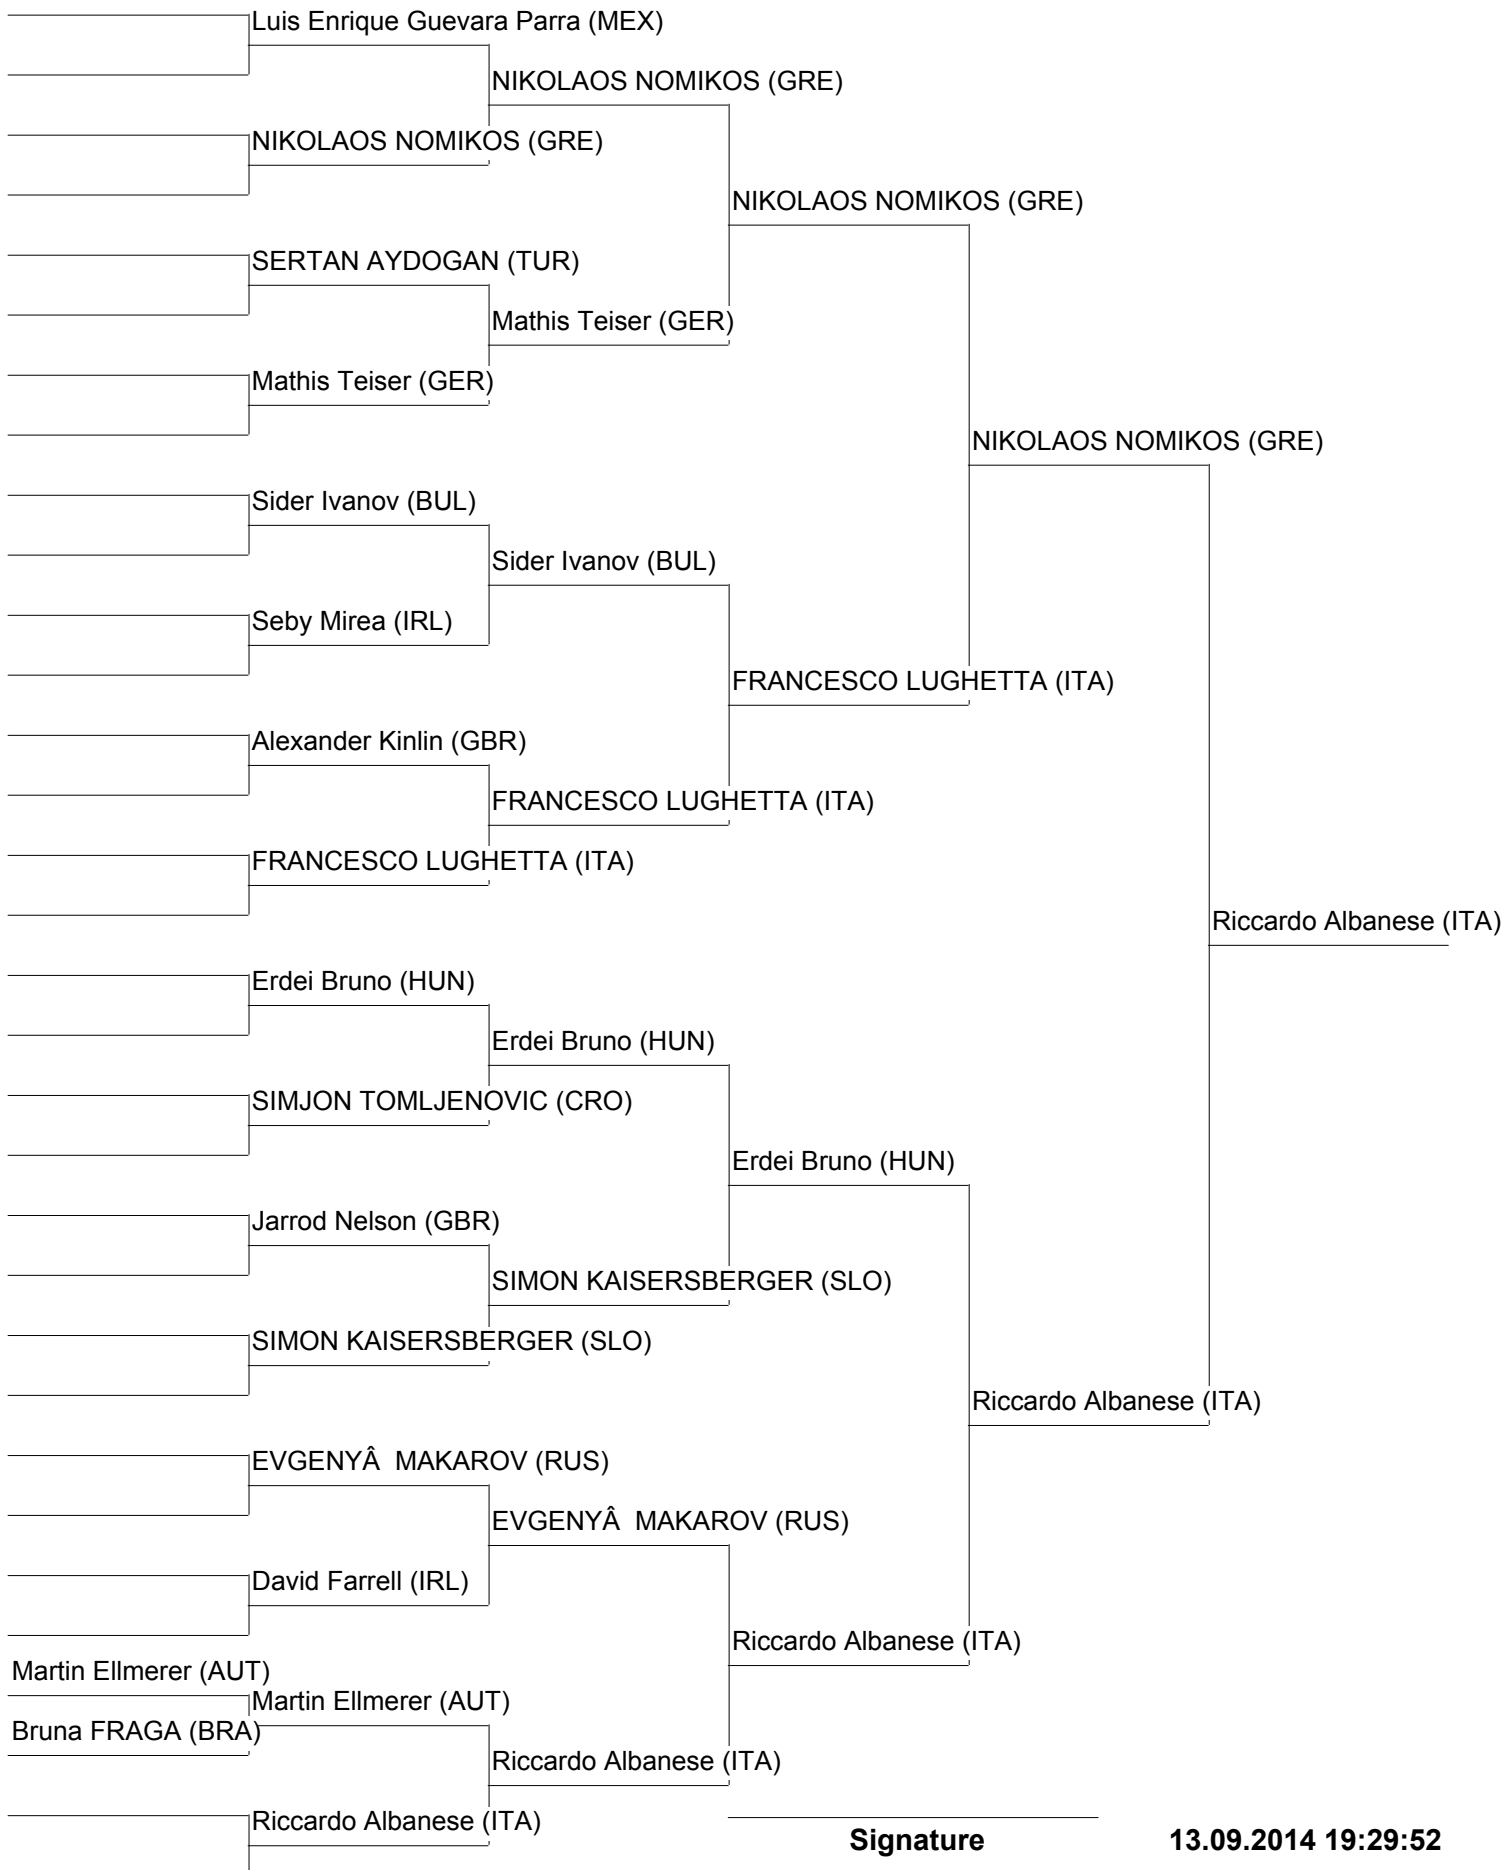 Luis Enrique Guevara Parra (MEX)
NIKOLAOS NOMIKOS (GRE)
NIKOLAOS NOMIKOS (GRE)
NIKOLAOS NOMIKOS (GRE)
SERTAN AYDOGAN (TUR)
Mathis Teiser (GER)
Mathis Teiser (GER)
NIKOLAOS NOMIKOS (GRE)
Sider Ivanov (BUL)
Sider Ivanov (BUL)
Seby Mirea (IRL)
FRANCESCO LUGHETTA (ITA)
Alexander Kinlin (GBR)
FRANCESCO LUGHETTA (ITA)
FRANCESCO LUGHETTA (ITA)
Riccardo Albanese (ITA)
Erdei Bruno (HUN)
Erdei Bruno (HUN)
SIMJON TOMLJENOVIC (CRO)
Erdei Bruno (HUN)
Jarrod Nelson (GBR)
SIMON KAISERSBERGER (SLO)
SIMON KAISERSBERGER (SLO)
Riccardo Albanese (ITA)
EVGENYÂ  MAKAROV (RUS)
EVGENYÂ  MAKAROV (RUS)
David Farrell (IRL)
Riccardo Albanese (ITA)
Martin Ellmerer (AUT)
Martin Ellmerer (AUT)
Bruna FRAGA (BRA)
Riccardo Albanese (ITA)
Riccardo Albanese (ITA)
Signature 13.09.2014 19:29:52